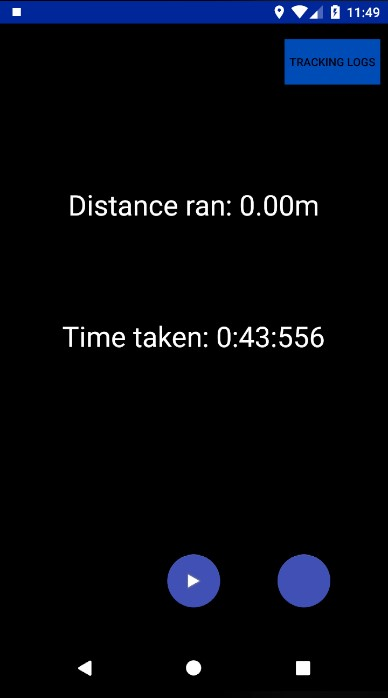 11:49
TRACKING LOGS
Distance ran: 0.00m
Time taken: 0:43:556